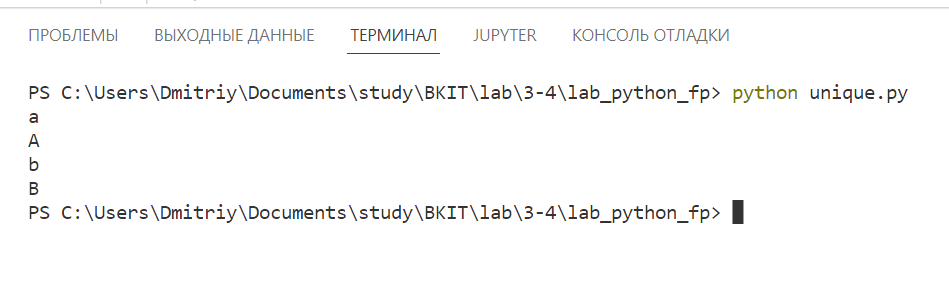 ПРОБЛЕМЫ ВЫХОДНЫЕ ДАННЫЕ ТЕРМИНАЛ JUPYTER КОНСОЛЬ ОТЛАДКИ
PS C:\Users\Dmitriy\Documents\study\BKIT\lab\3-4\lab_python_fp> python unique.py
a
A
b
B
PS C:\Users\Dmitriy\Documents\study\BKIT\lab\3-4\lab_python_fp>